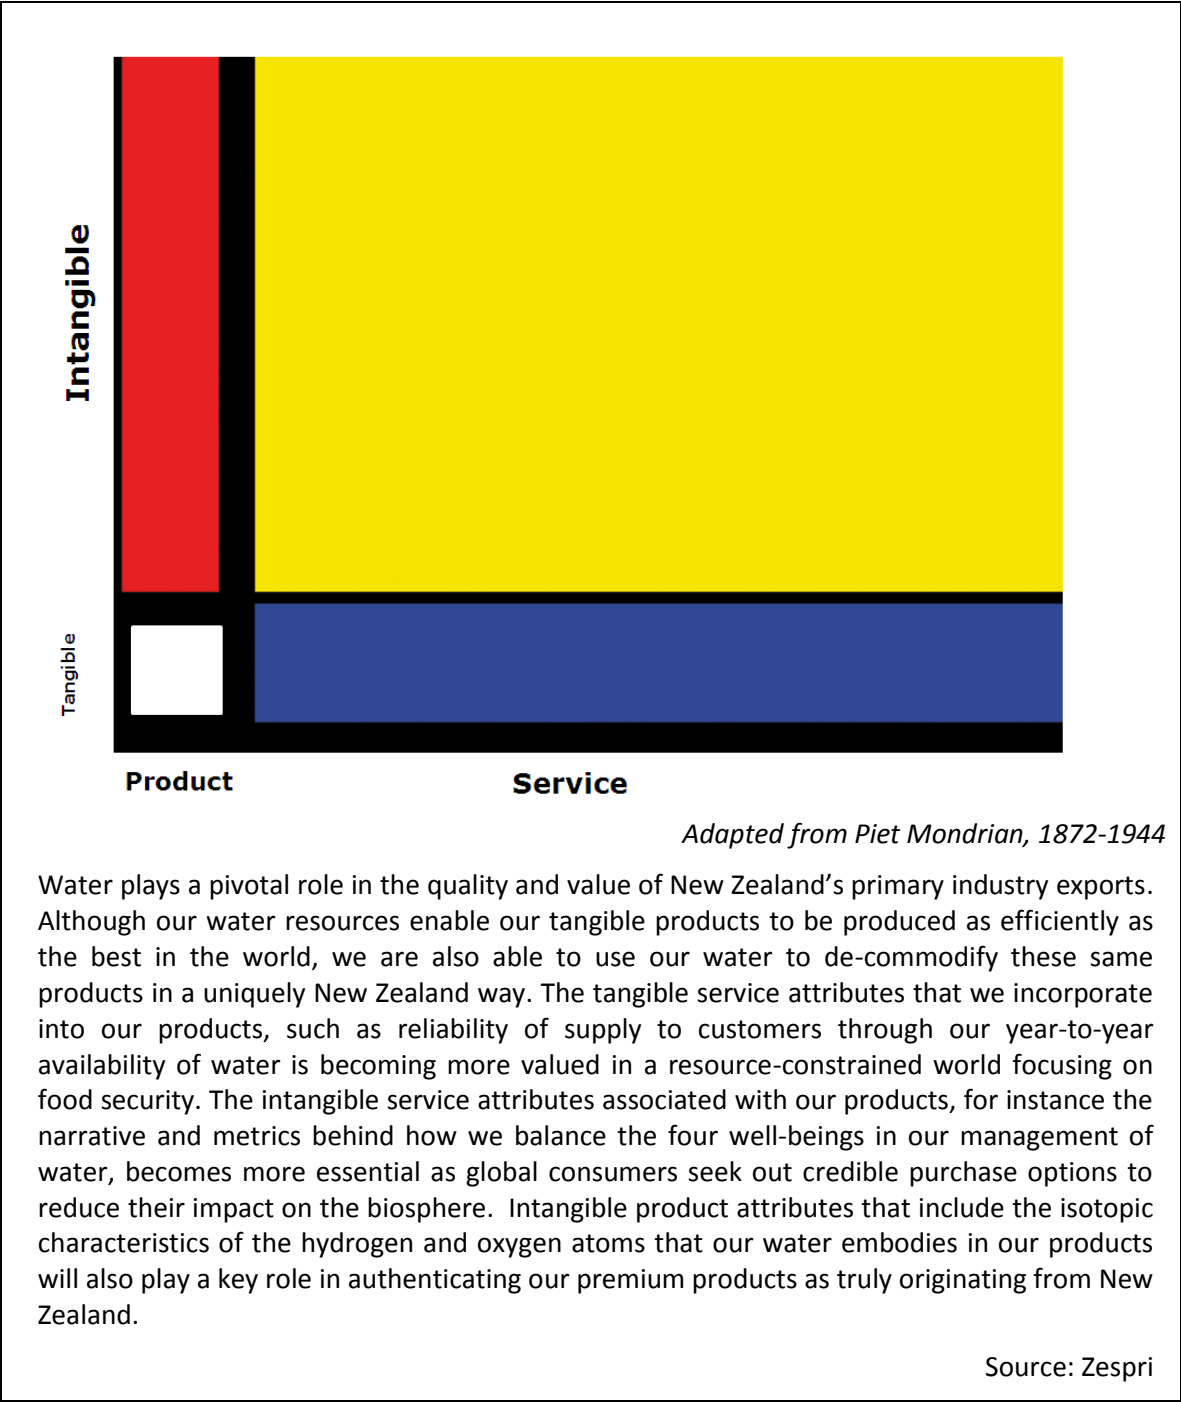 Intangible
Tangible
Product
Service
Adapted from Piet Mondrian, 1872-1944
Water plays a pivotal role in the quality and value of New Zealand’s primary industry exports.
Although our water resources enable our tangible products to be produced as efficiently as
the best in the world, we are also able to use our water to de-commodify these same
products in a uniquely New Zealand way. The tangible service attributes that we incorporate
into our products, such as reliability of supply to customers through our year-to-year
availability of water is becoming more valued in a resource-constrained world focusing on
food security. The intangible service attributes associated with our products, for instance the
narrative and metrics behind how we balance the four well-beings in our management of
water, becomes more essential as global consumers seek out credible purchase options to
reduce their impact on the biosphere.  Intangible product attributes that include the isotopic
characteristics of the hydrogen and oxygen atoms that our water embodies in our products
will also play a key role in authenticating our premium products as truly originating from New
Zealand.
Source: Zespri